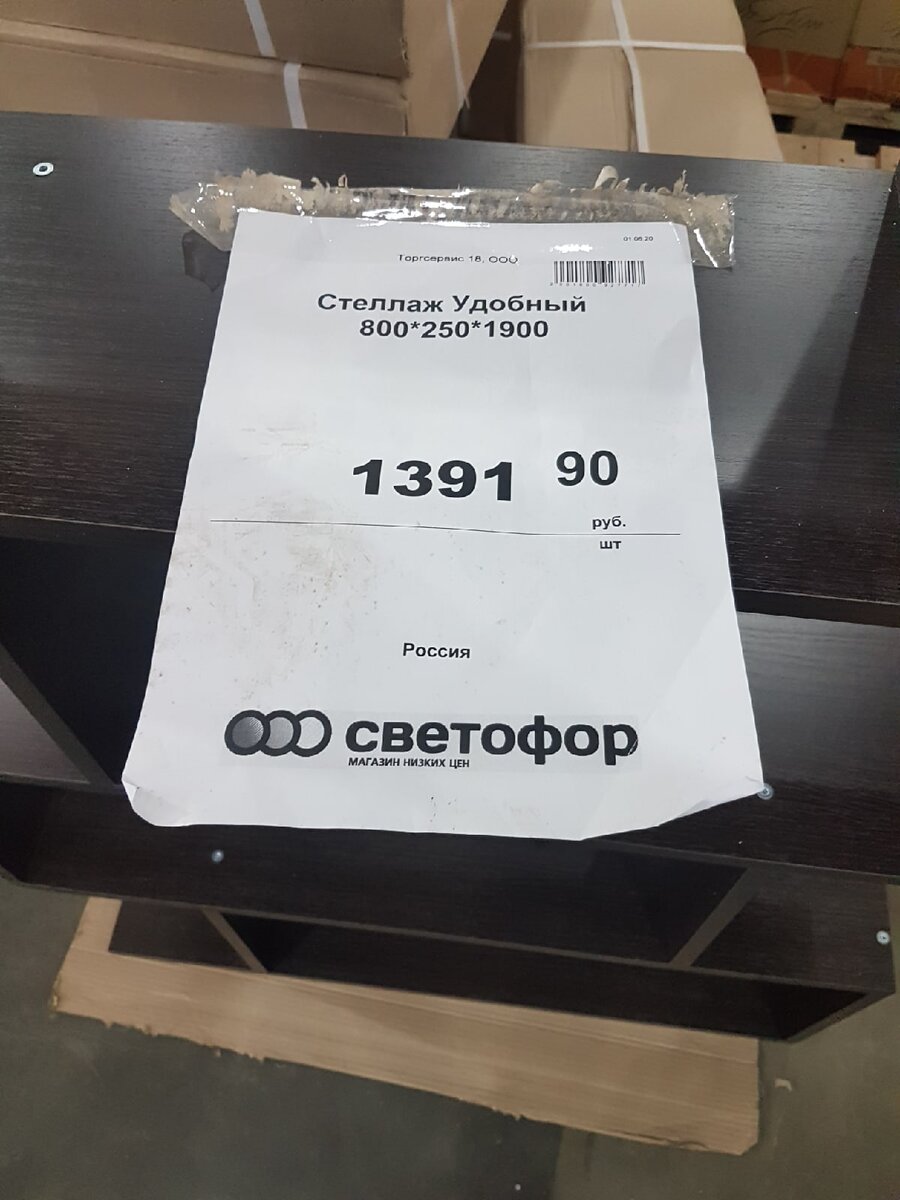 01.06.20
Торгсервис 18, ООО
Стеллаж Удобный
800*250*1900
1391 90
руб.
шт
Россия
светофор
МАГАЗИН НИЗКИХ ЦЕН